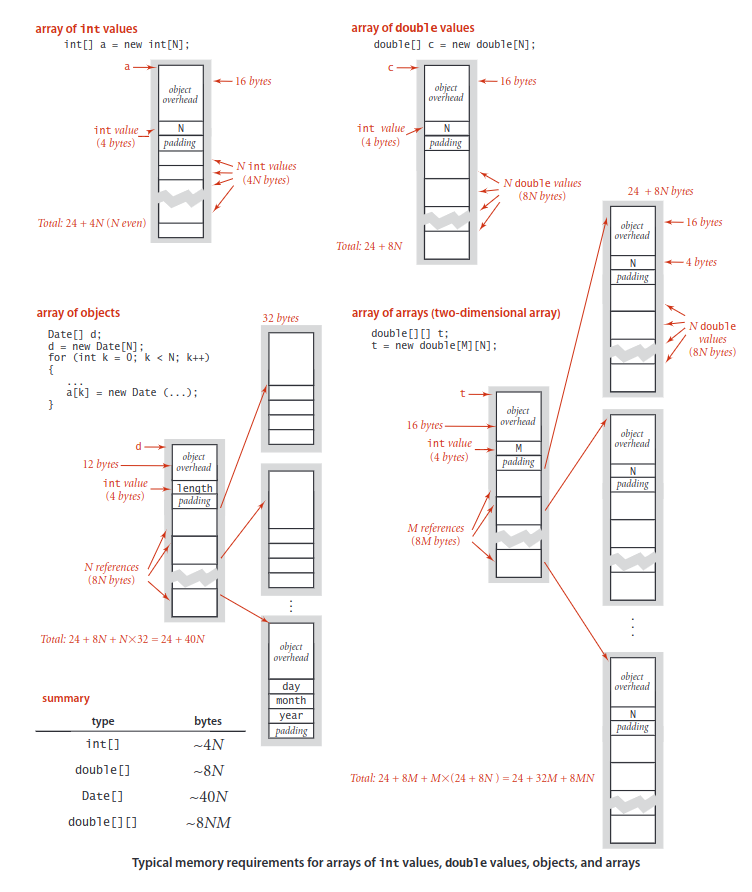 array of int values
int[] a = new int[N];
a
object
overhead
16 bytes
int value
(4 bytes)
N
padding
N int values
(4N bytes)
Total: 24 + 4N (N even)
array of double values
double[] c = new double[N];
c
object
overhead
16 bytes
int value
(4 bytes)
N
padding
N double values
(8N bytes)
Total: 24 + 8N
array of objects
Date[] d;
d = new Date[N];
for (int k = 0; k < N; k++)
{
...
a[k] = new Date (...);
}
32 bytes
d
object
overhead
12 bytes
int value
(4 bytes)
length
padding
N references
(8N bytes)
...
object
overhead
day
month
year
padding
Total: 24 + 8N + N×32 = 24 + 40N
array of arrays (two-dimensional array)
double[][] t;
t = new double[M][N];
t
object
overhead
16 bytes
int value
(4 bytes)
M
padding
M references
(8M bytes)
24 + 8N bytes
object
overhead
16 bytes
N
4 bytes
padding
N double
values
(8N bytes)
object
overhead
N
padding
...
object
overhead
N
padding
Total: 24 + 8M + M×(24 + 8N) = 24 + 32M + 8MN
summary
type bytes
int[] ~4N
double[] ~8N
Date[] ~40N
double[][] ~8NM
Typical memory requirements for arrays of int values, double values, objects, and arrays